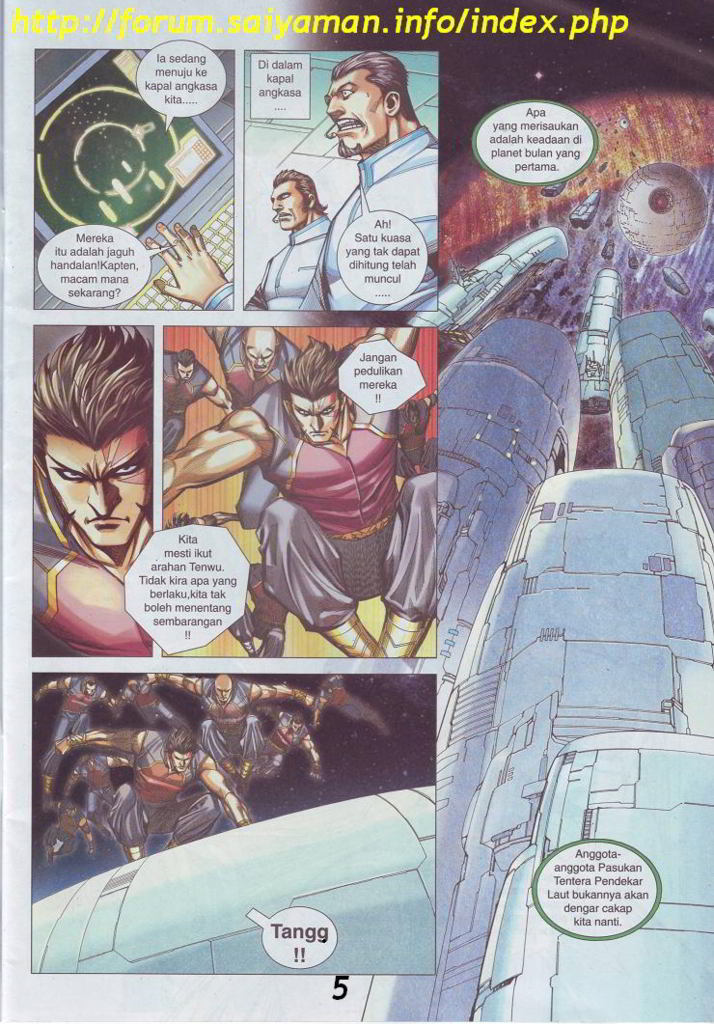 http://forum.saiyaman.info/index.php
Ia sedang
menuju ke
kapal angkasa
kita.....
Mereka
itu adalah jaguh
handalan!Kapten,
macam mana
sekarang?
Di dalam
kapal
angkasa
....
Ah!
Satu kuasa
yang tak dapat
dihitung telah
muncul
.....
Apa
yang merisaukan
adalah keadaan di
planet bulan yang
pertama.
Jangan
pedulikan
mereka
!!
Kita
mesti ikut
arahan Tenwu.
Tidak kira apa yang
berlaku,kita tak
boleh menentang
sembarangan
!!
Tangg
!!
Anggota-
anggota Pasukan
Tentera Pendekar
Laut bukannya akan
dengar cakap
kita nanti.
5